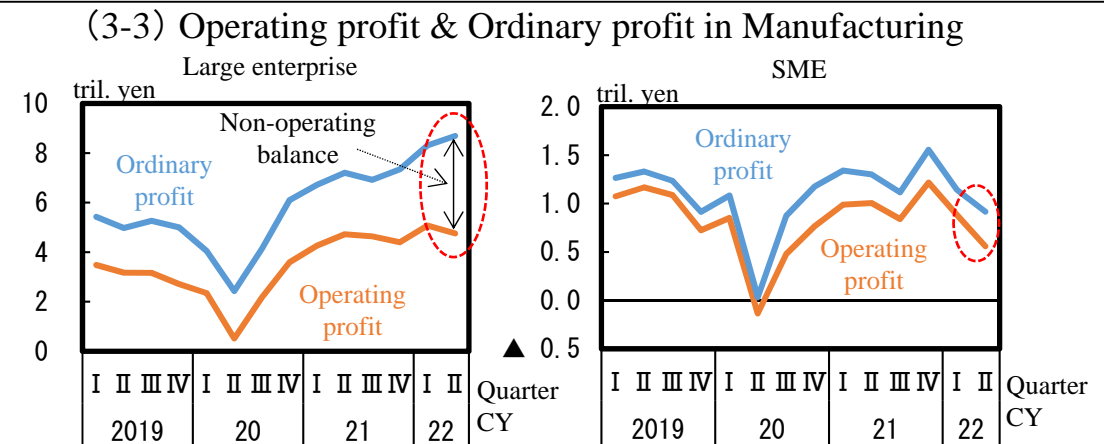 （3-3）Operating profit & Ordinary profit in Manufacturing
Large enterprise
tril. yen
10
8
6
4
2
0
Non-operating
balance
Ordinary
profit
Operating
profit
Ⅰ Ⅱ Ⅲ Ⅳ Ⅰ Ⅱ Ⅲ Ⅳ Ⅰ Ⅱ Ⅲ Ⅳ Ⅰ Ⅱ Quarter
2019 20 21 22 CY
SME
tril. yen
2.0
1.5
1.0
0.5
0.0
▲ 0.5
Ordinary
profit
Operating
profit
Ⅰ Ⅱ Ⅲ Ⅳ Ⅰ Ⅱ Ⅲ Ⅳ Ⅰ Ⅱ Ⅲ Ⅳ Ⅰ Ⅱ Quarter
2019 20 21 22 CY